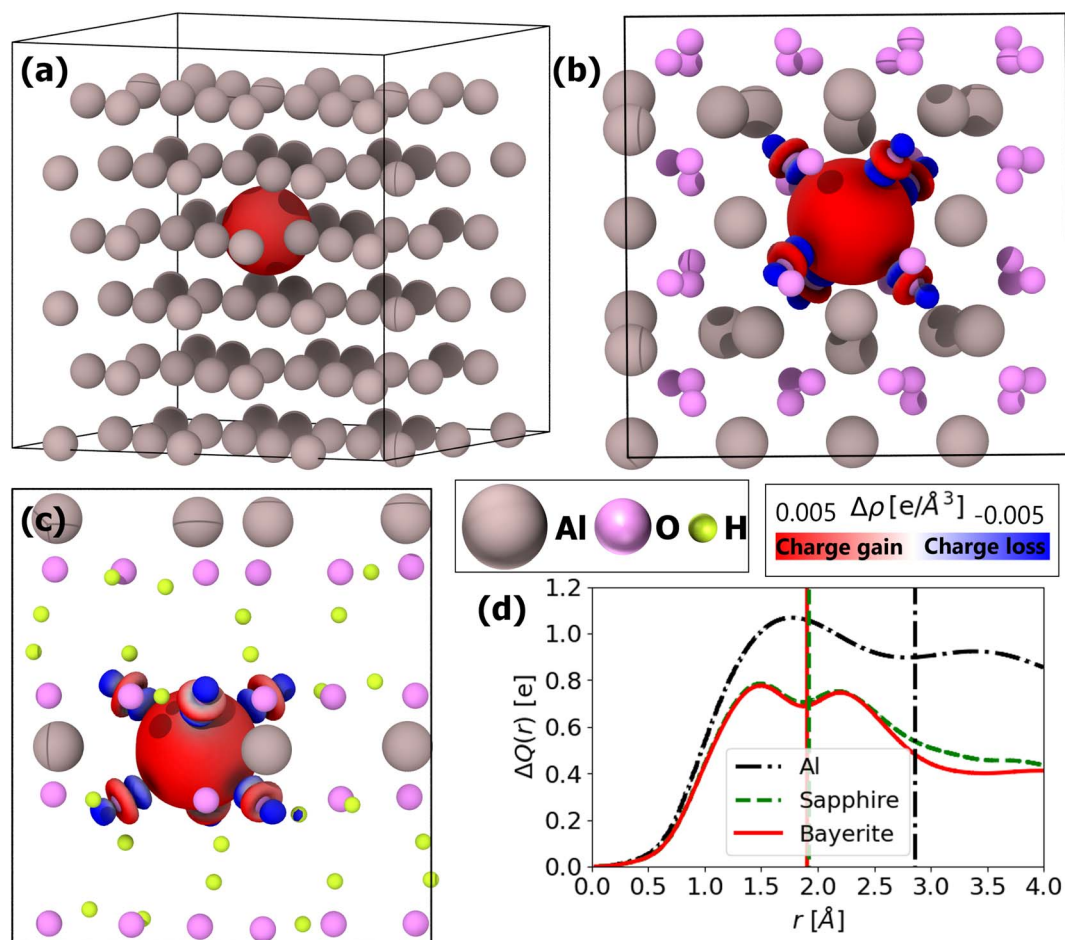 (a)
(b)
(c)
Al O H
0.005 Δρ [e/Å³] -0.005
Charge gain Charge loss
(d)
ΔQ(r) [e]
1.2
1.0
0.8
0.6
0.4
0.2
0.0
Al
Sapphire
Bayerite
0.0 0.5 1.0 1.5 2.0 2.5 3.0 3.5 4.0
r [Å]